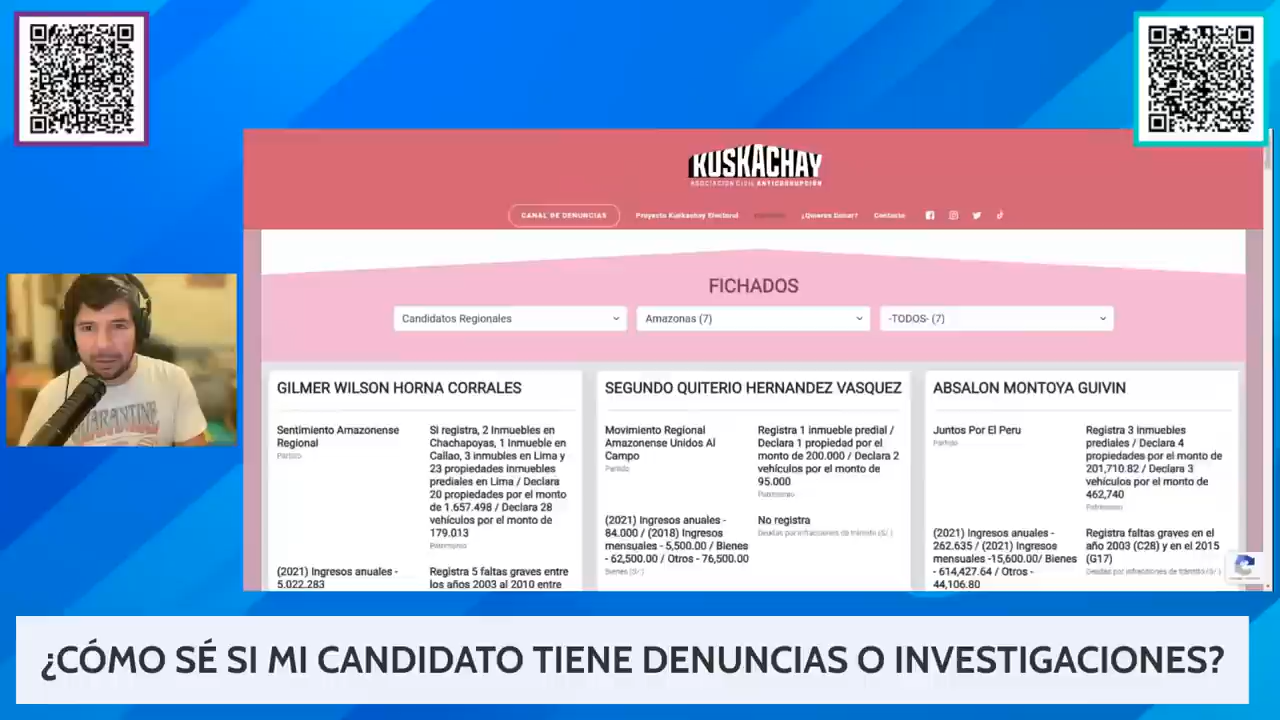 KUSKACHAY
ASOCIACIÓN CIVIL ANTICORRUPCIÓN
CANAL DE DENUNCIAS
Proyecto Kuskachay Electoral
¿Quieres Donar?
Contacto
FICHADOS
Candidatos Regionales
Amazonas (7)
-TODOS- (7)
GILMER WILSON HORNA CORRALES
Sentimiento Amazonense
Regional
Partido
Si registra, 2 Inmuebles en
Chachapoyas, 1 Inmueble en
Callao, 3 inmubles en Lima y
23 propiedades inmuebles
prediales en Lima / Declara
20 propiedades por el monto
de 1.657.498 / Declara 28
vehículos por el monto de
179.013
Patrimonio
(2021) Ingresos anuales -
5.022.283
Registra 5 faltas graves entre
los años 2003 al 2010 entre
SEGUNDO QUITERIO HERNANDEZ VASQUEZ
Movimiento Regional
Amazonense Unidos Al
Campo
Partido
Registra 1 inmueble predial /
Declara 1 propiedad por el
monto de 200.000 / Declara 2
vehículos por el monto de
95.000
Patrimonio
(2021) Ingresos anuales -
84.000 / (2018) Ingresos
mensuales - 5,500.00 / Bienes
- 62,500.00 / Otros - 76,500.00
Bienes (S/.)
No registra
Deudas por infracciones de tránsito (S/.)
ABSALON MONTOYA GUIVIN
Juntos Por El Peru
Partido
Registra 3 inmuebles
prediales / Declara 4
propiedades por el monto de
201,710.82 / Declara 3
vehículos por el monto de
462,740
Patrimonio
(2021) Ingresos anuales -
262.635 / (2021) Ingresos
mensuales -15,600.00/ Bienes
- 614,427.64 / Otros -
44,106.80
Registra faltas graves en el
año 2003 (C28) y en el 2015
(G17)
Deudas por infracciones de tránsito (S/.)
QUARANTINE
¿CÓMO SÉ SI MI CANDIDATO TIENE DENUNCIAS O INVESTIGACIONES?